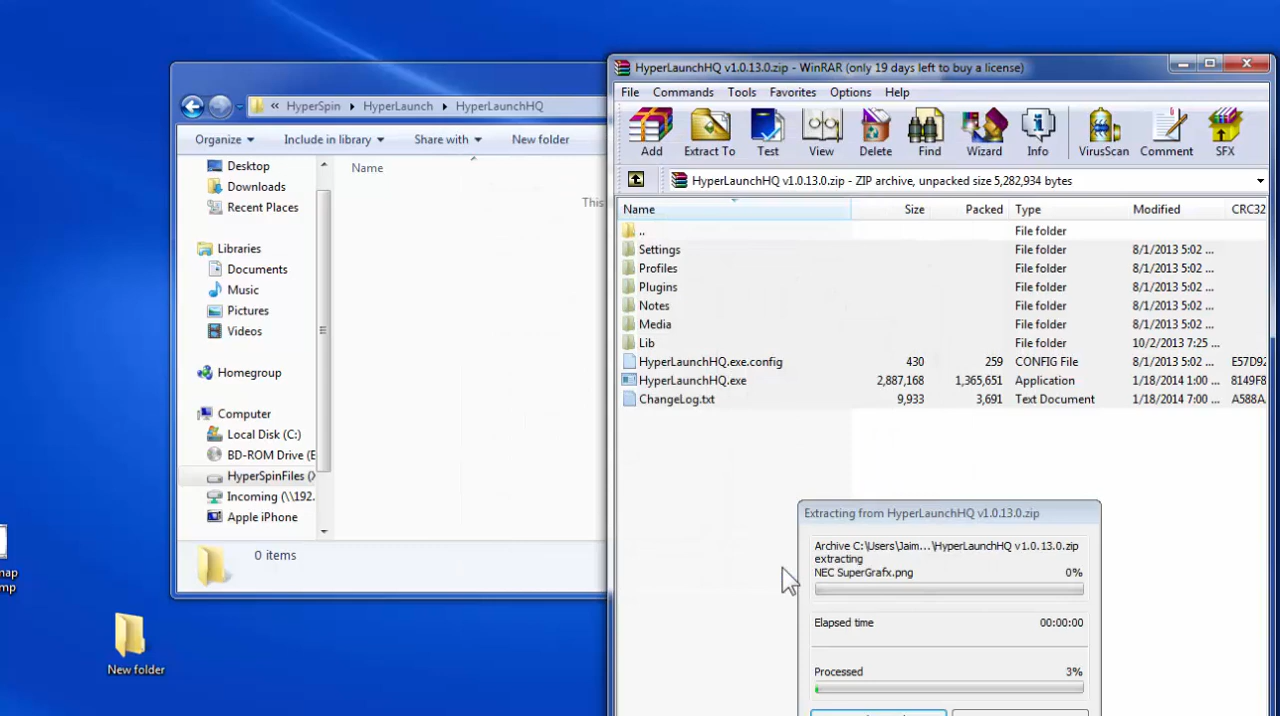 HyperSpin HyperLaunch HyperLaunchHQ
Organize Include in library Share with New folder
Desktop
Downloads
Recent Places
Libraries
Documents
Music
Pictures
Videos
Homegroup
Computer
Local Disk (C:)
BD-ROM Drive (E
HyperSpinFiles (
Incoming (\\192.
Apple iPhone
Name
This
0 items
map
mp
New folder
HyperLaunchHQ v1.0.13.0.zip - WinRAR (only 19 days left to buy a license)
File Commands Tools Favorites Options Help
Add Extract To Test View Delete Find Wizard Info VirusScan Comment SFX
HyperLaunchHQ v1.0.13.0.zip - ZIP archive, unpacked size 5,282,934 bytes
Name Size Packed Type Modified CRC32
.. File folder
Settings File folder 8/1/2013 5:02 ...
Profiles File folder 8/1/2013 5:02 ...
Plugins File folder 8/1/2013 5:02 ...
Notes File folder 8/1/2013 5:02 ...
Media File folder 8/1/2013 5:02 ...
Lib File folder 10/2/2013 7:25 ...
HyperLaunchHQ.exe.config 430 259 CONFIG File 8/1/2013 5:02 ... E57D92
HyperLaunchHQ.exe 2,887,168 1,365,651 Application 1/18/2014 1:00 ... 8149F8
ChangeLog.txt 9,933 3,691 Text Document 1/18/2014 7:00 ... A588A
Extracting from HyperLaunchHQ v1.0.13.0.zip
Archive C:\Users\Jaim...\HyperLaunchHQ v1.0.13.0.zip
extracting
NEC SuperGrafx.png 0%
Elapsed time 00:00:00
Processed 3%